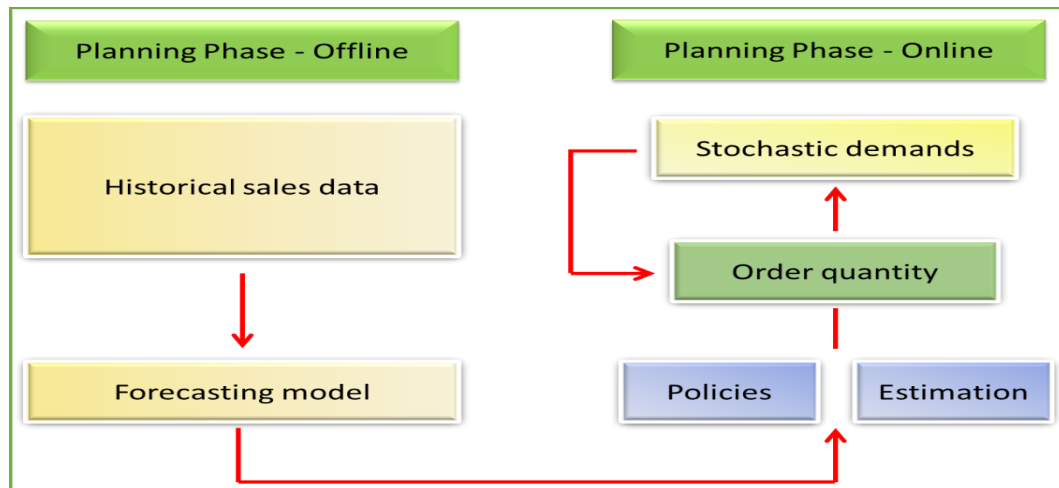 Planning Phase - Offline
Historical sales data
Forecasting model
Planning Phase - Online
Stochastic demands
Order quantity
Policies
Estimation